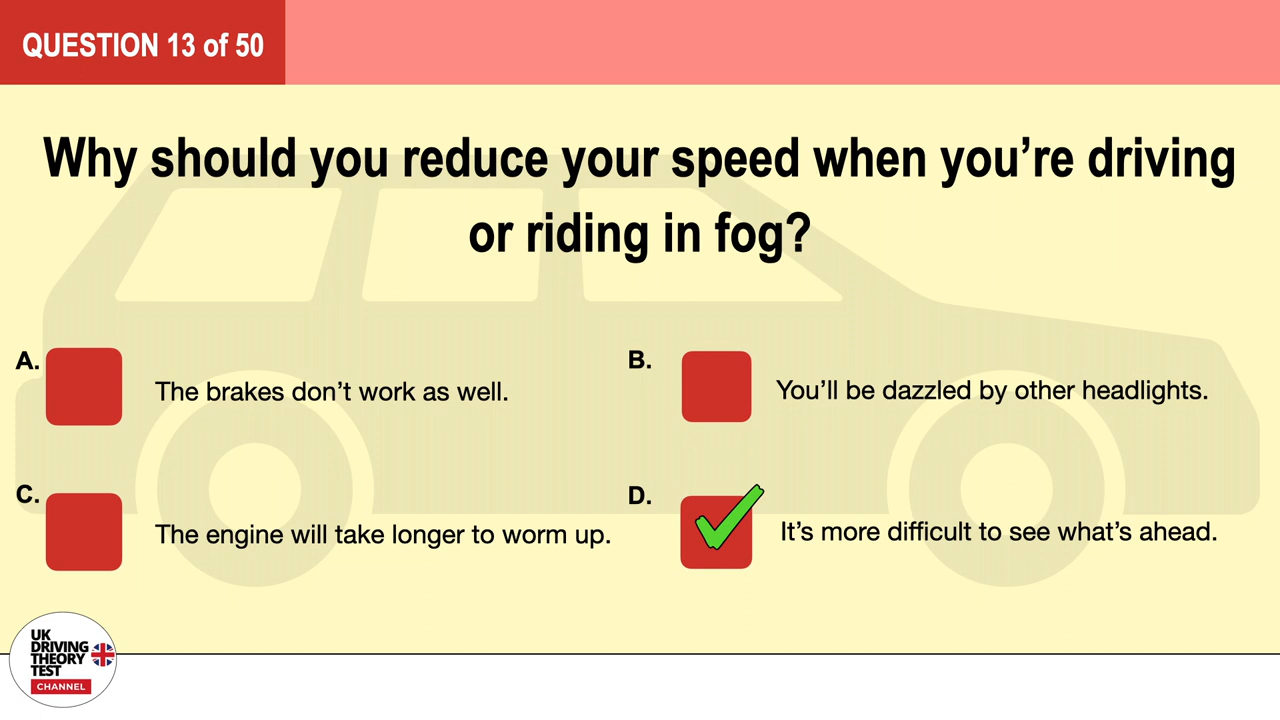 QUESTION 13 of 50
Why should you reduce your speed when you’re driving
or riding in fog?
A.
The brakes don’t work as well.
B.
You’ll be dazzled by other headlights.
C.
The engine will take longer to worm up.
D.
It’s more difficult to see what’s ahead.
UK
DRIVING
THEORY
TEST
CHANNEL